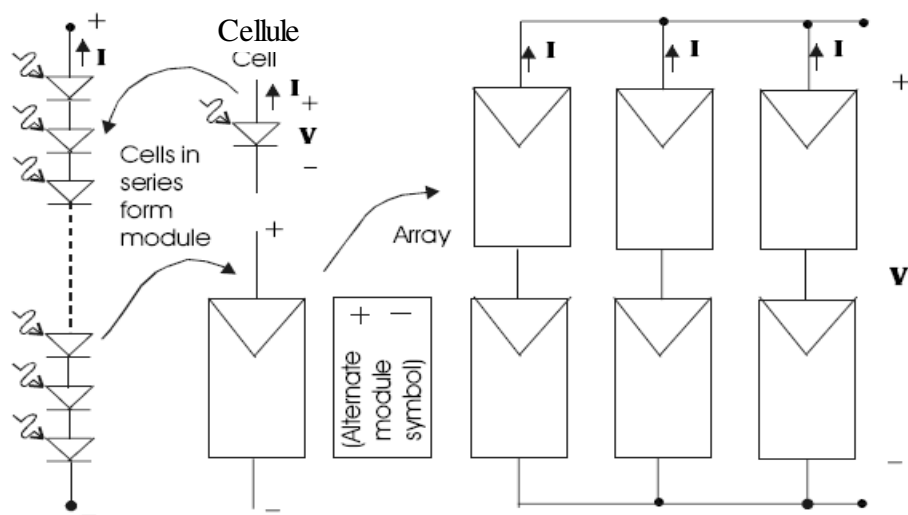 +
I
Cellule
Cell
I
+
V
−
Cells in
series
form
module
+
−
Array
+ −
(Alternate
module
symbol)
I
I
I
+
V
−